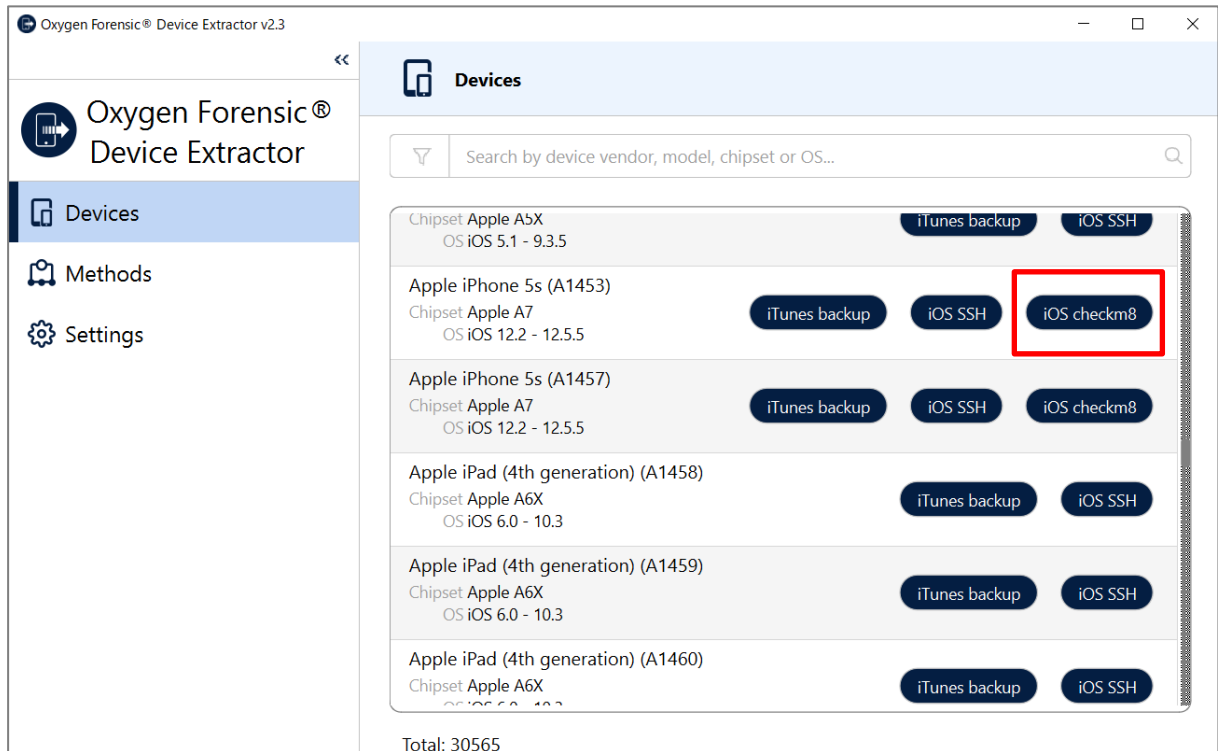 Oxygen Forensic® Device Extractor v2.3
Oxygen Forensic®
Device Extractor
Devices
Methods
Settings
Devices
Search by device vendor, model, chipset or OS...
Chipset Apple A5X
OS iOS 5.1 - 9.3.5
iTunes backup iOS SSH
Apple iPhone 5s (A1453)
Chipset Apple A7
OS iOS 12.2 - 12.5.5
iTunes backup iOS SSH iOS checkm8
Apple iPhone 5s (A1457)
Chipset Apple A7
OS iOS 12.2 - 12.5.5
iTunes backup iOS SSH iOS checkm8
Apple iPad (4th generation) (A1458)
Chipset Apple A6X
OS iOS 6.0 - 10.3
iTunes backup iOS SSH
Apple iPad (4th generation) (A1459)
Chipset Apple A6X
OS iOS 6.0 - 10.3
iTunes backup iOS SSH
Apple iPad (4th generation) (A1460)
Chipset Apple A6X
OS iOS 6.0 - 10.3
iTunes backup iOS SSH
Total: 30565